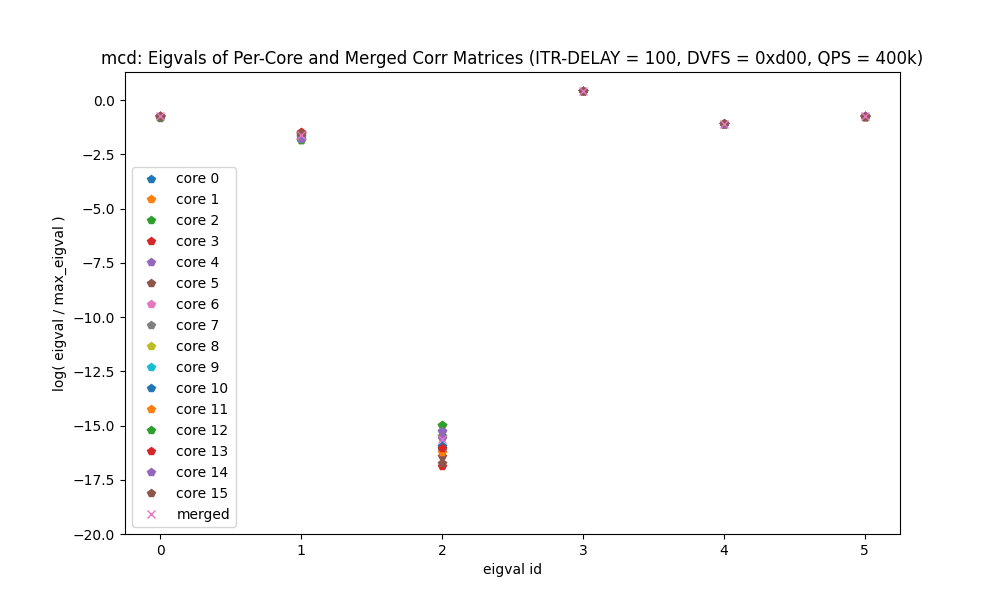 mcd: Eigvals of Per-Core and Merged Corr Matrices (ITR-DELAY = 100, DVFS = 0xd00, QPS = 400k)
log( eigval / max_eigval )
0.0
−2.5
−5.0
−7.5
−10.0
−12.5
−15.0
−17.5
−20.0
core 0
core 1
core 2
core 3
core 4
core 5
core 6
core 7
core 8
core 9
core 10
core 11
core 12
core 13
core 14
core 15
merged
0 1 2 3 4 5
eigval id